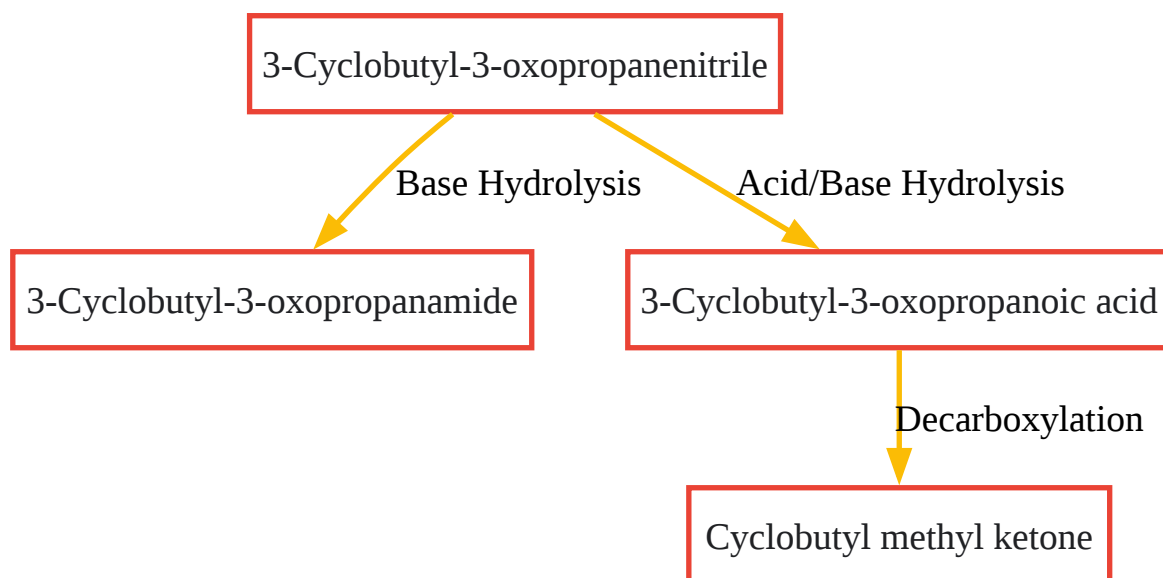 3-Cyclobutyl-3-oxopropanenitrile
Base Hydrolysis
Acid/Base Hydrolysis
3-Cyclobutyl-3-oxopropanamide
3-Cyclobutyl-3-oxopropanoic acid
Decarboxylation
Cyclobutyl methyl ketone